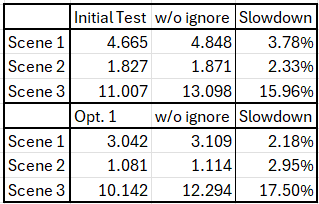 Initial Test w/o ignore Slowdown
Scene 1 4.665 4.848 3.78%
Scene 2 1.827 1.871 2.33%
Scene 3 11.007 13.098 15.96%
Opt. 1 w/o ignore Slowdown
Scene 1 3.042 3.109 2.18%
Scene 2 1.081 1.114 2.95%
Scene 3 10.142 12.294 17.50%